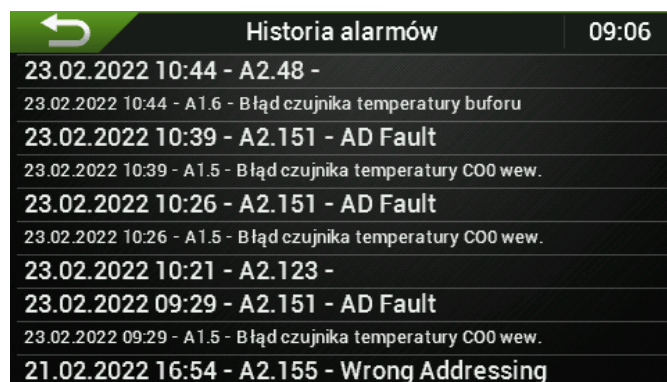 Historia alarmów
09:06
23.02.2022 10:44 - A2.48 -
23.02.2022 10:44 - A1.6 - Błąd czujnika temperatury buforu
23.02.2022 10:39 - A2.151 - AD Fault
23.02.2022 10:39 - A1.5 - Błąd czujnika temperatury CO0 wew.
23.02.2022 10:26 - A2.151 - AD Fault
23.02.2022 10:26 - A1.5 - Błąd czujnika temperatury CO0 wew.
23.02.2022 10:21 - A2.123 -
23.02.2022 09:29 - A2.151 - AD Fault
23.02.2022 09:29 - A1.5 - Błąd czujnika temperatury CO0 wew.
21.02.2022 16:54 - A2.155 - Wrong Addressing